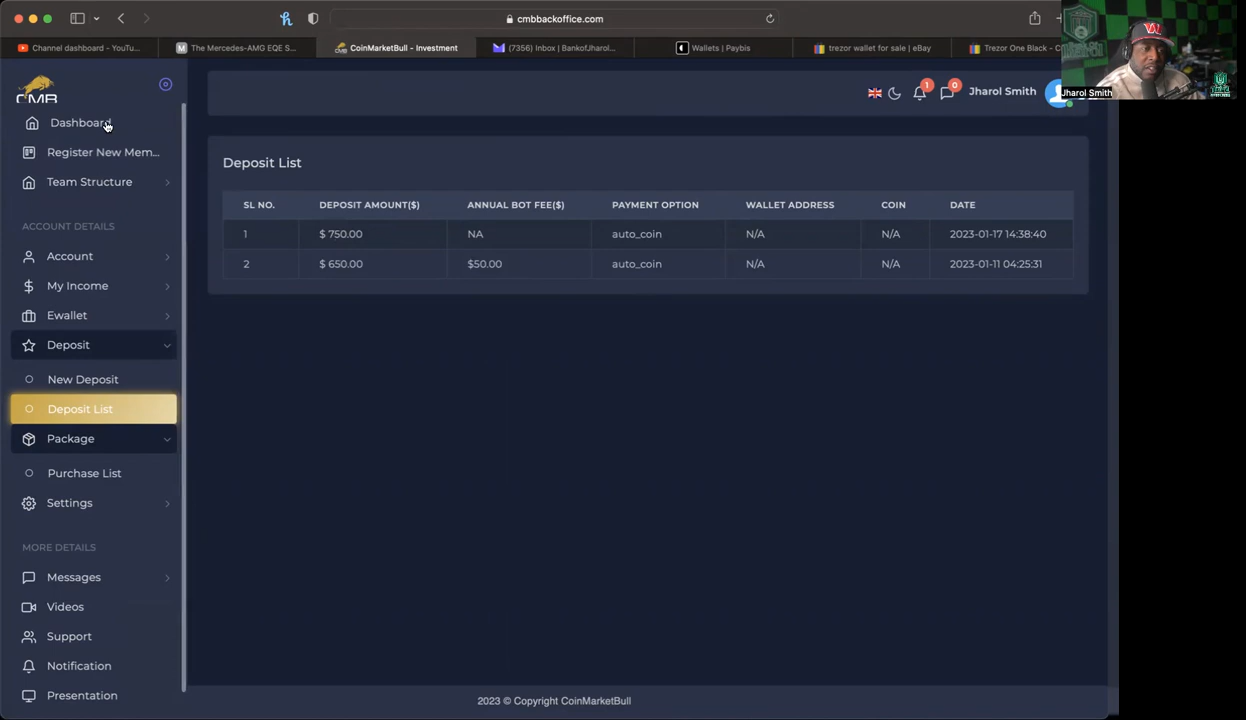 cmbbackoffice.com
Channel dashboard - YouTu...
The Mercedes-AMG EQE S...
CoinMarketBull - Investment
(7356) Inbox | BankofJharol...
Wallets | Paybis
trezor wallet for sale | eBay
Trezor One Black - C
Jharol Smith
CMB
Dashboard
Register New Mem...
Team Structure
ACCOUNT DETAILS
Account
My Income
Ewallet
Deposit
New Deposit
Deposit List
Package
Purchase List
Settings
MORE DETAILS
Messages
Videos
Support
Notification
Presentation
1
0
Jharol Smith
Deposit List
SL NO. DEPOSIT AMOUNT($) ANNUAL BOT FEE($) PAYMENT OPTION WALLET ADDRESS COIN DATE
1 $ 750.00 NA auto_coin N/A N/A 2023-01-17 14:38:40
2 $ 650.00 $50.00 auto_coin N/A N/A 2023-01-11 04:25:31
2023 © Copyright CoinMarketBull